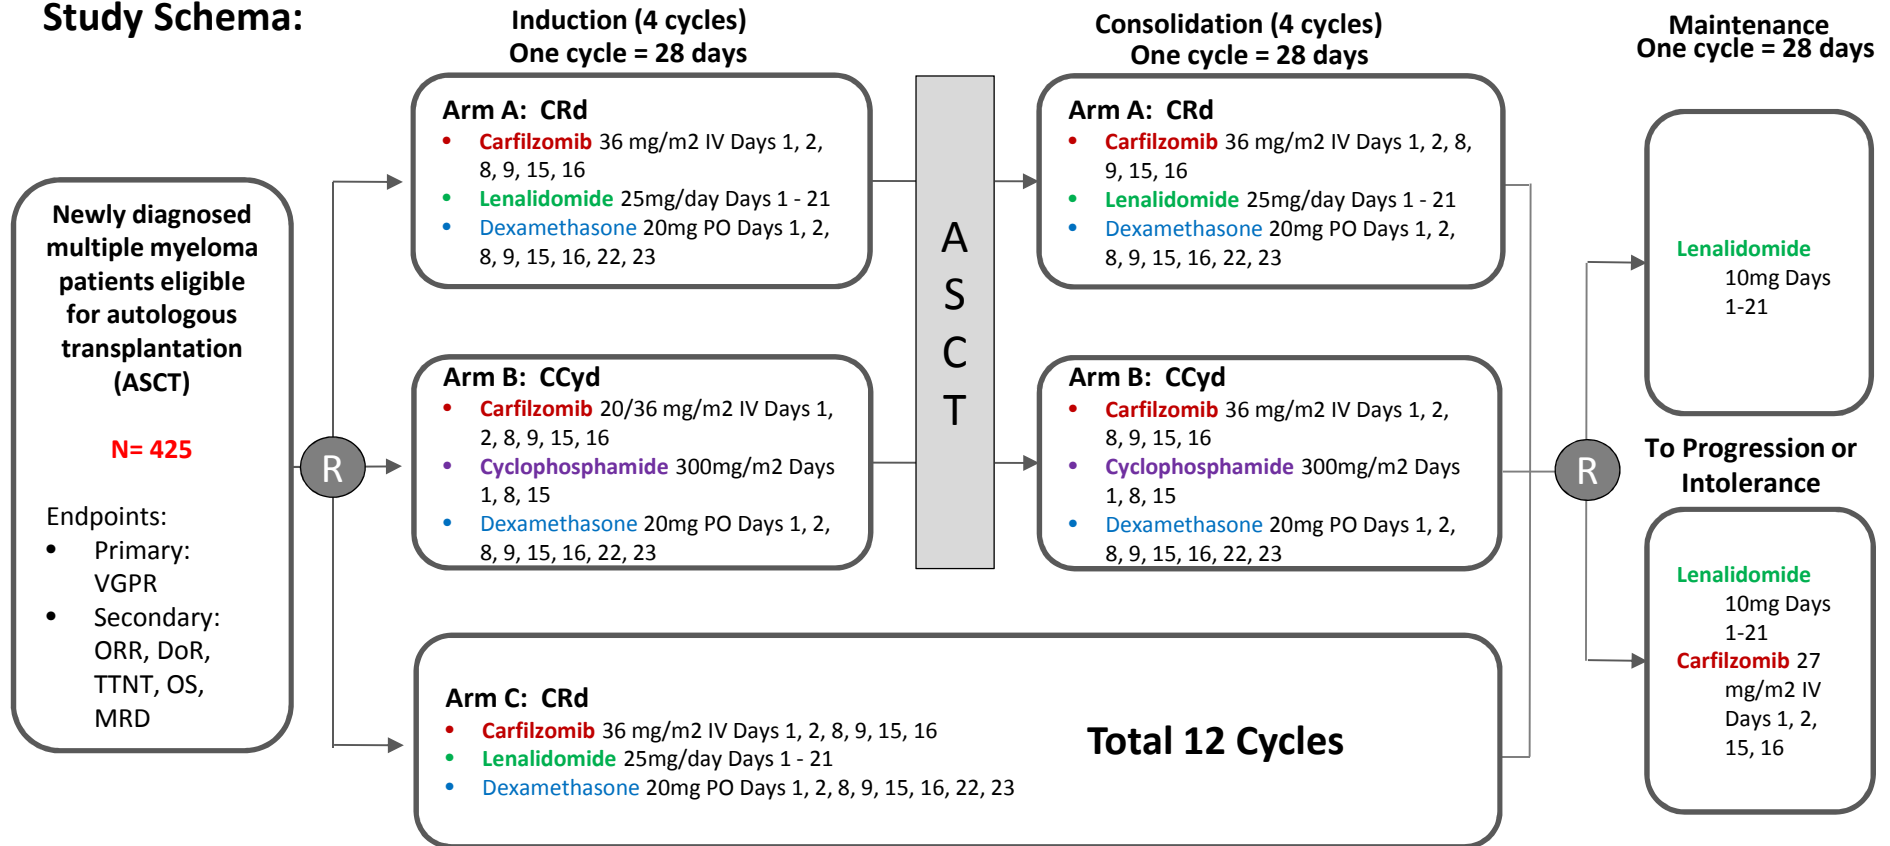 Study Schema:
Induction (4 cycles)
One cycle = 28 days
Consolidation (4 cycles)
One cycle = 28 days
Maintenance
One cycle = 28 days
Newly diagnosed
multiple myeloma
patients eligible
for autologous
transplantation
(ASCT)
N= 425
Endpoints:
• Primary:
VGPR
• Secondary:
ORR, DoR,
TTNT, OS,
MRD
R
Arm A:  CRd
• Carfilzomib 36 mg/m2 IV Days 1, 2,
8, 9, 15, 16
• Lenalidomide 25mg/day Days 1 - 21
• Dexamethasone 20mg PO Days 1, 2,
8, 9, 15, 16, 22, 23
Arm B:  CCyd
• Carfilzomib 20/36 mg/m2 IV Days 1,
2, 8, 9, 15, 16
• Cyclophosphamide 300mg/m2 Days
1, 8, 15
• Dexamethasone 20mg PO Days 1, 2,
8, 9, 15, 16, 22, 23
A
S
C
T
Arm A:  CRd
• Carfilzomib 36 mg/m2 IV Days 1, 2, 8,
9, 15, 16
• Lenalidomide 25mg/day Days 1 - 21
• Dexamethasone 20mg PO Days 1, 2,
8, 9, 15, 16, 22, 23
Arm B:  CCyd
• Carfilzomib 36 mg/m2 IV Days 1, 2,
8, 9, 15, 16
• Cyclophosphamide 300mg/m2 Days
1, 8, 15
• Dexamethasone 20mg PO Days 1, 2,
8, 9, 15, 16, 22, 23
Arm C:  CRd
• Carfilzomib 36 mg/m2 IV Days 1, 2, 8, 9, 15, 16
• Lenalidomide 25mg/day Days 1 - 21
• Dexamethasone 20mg PO Days 1, 2, 8, 9, 15, 16, 22, 23
Total 12 Cycles
R
Lenalidomide
10mg Days
1-21
To Progression or
Intolerance
Lenalidomide
10mg Days
1-21
Carfilzomib 27
mg/m2 IV
Days 1, 2,
15, 16